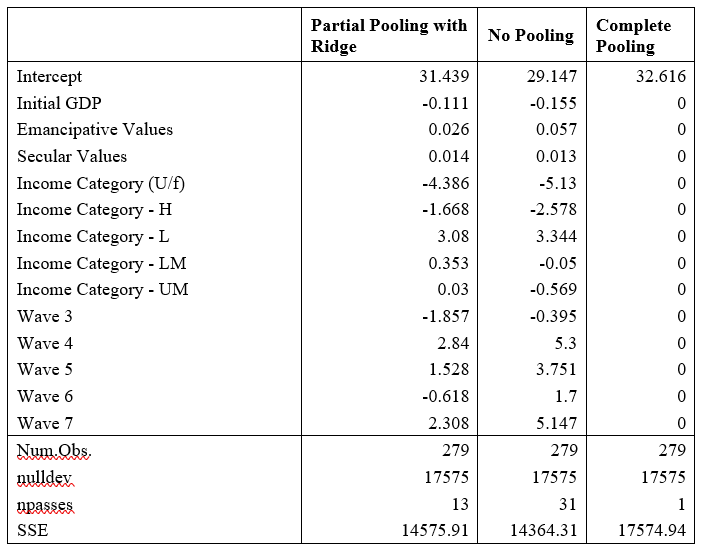 Partial Pooling with Ridge No Pooling Complete Pooling
Intercept 31.439 29.147 32.616
Initial GDP -0.111 -0.155 0
Emancipative Values 0.026 0.057 0
Secular Values 0.014 0.013 0
Income Category (U/f) -4.386 -5.13 0
Income Category - H -1.668 -2.578 0
Income Category - L 3.08 3.344 0
Income Category - LM 0.353 -0.05 0
Income Category - UM 0.03 -0.569 0
Wave 3 -1.857 -0.395 0
Wave 4 2.84 5.3 0
Wave 5 1.528 3.751 0
Wave 6 -0.618 1.7 0
Wave 7 2.308 5.147 0
Num.Obs. 279 279 279
nulldev 17575 17575 17575
npasses 13 31 1
SSE 14575.91 14364.31 17574.94